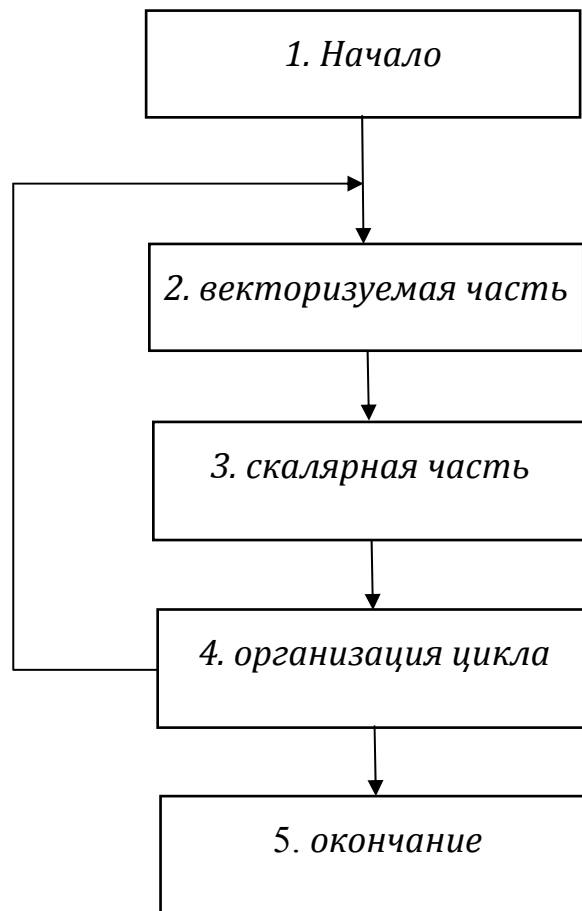 1. Начало
2. векторизуемая часть
3. скалярная часть
4. организация цикла
5. окончание